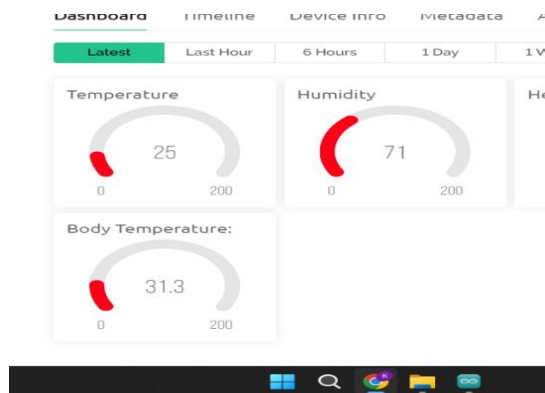 Dashboard Timeline Device Info Metadata
Latest Last Hour 6 Hours 1 Day
Temperature Humidity
25 71
0 200 0 200
Body Temperature:
31.3
0 200